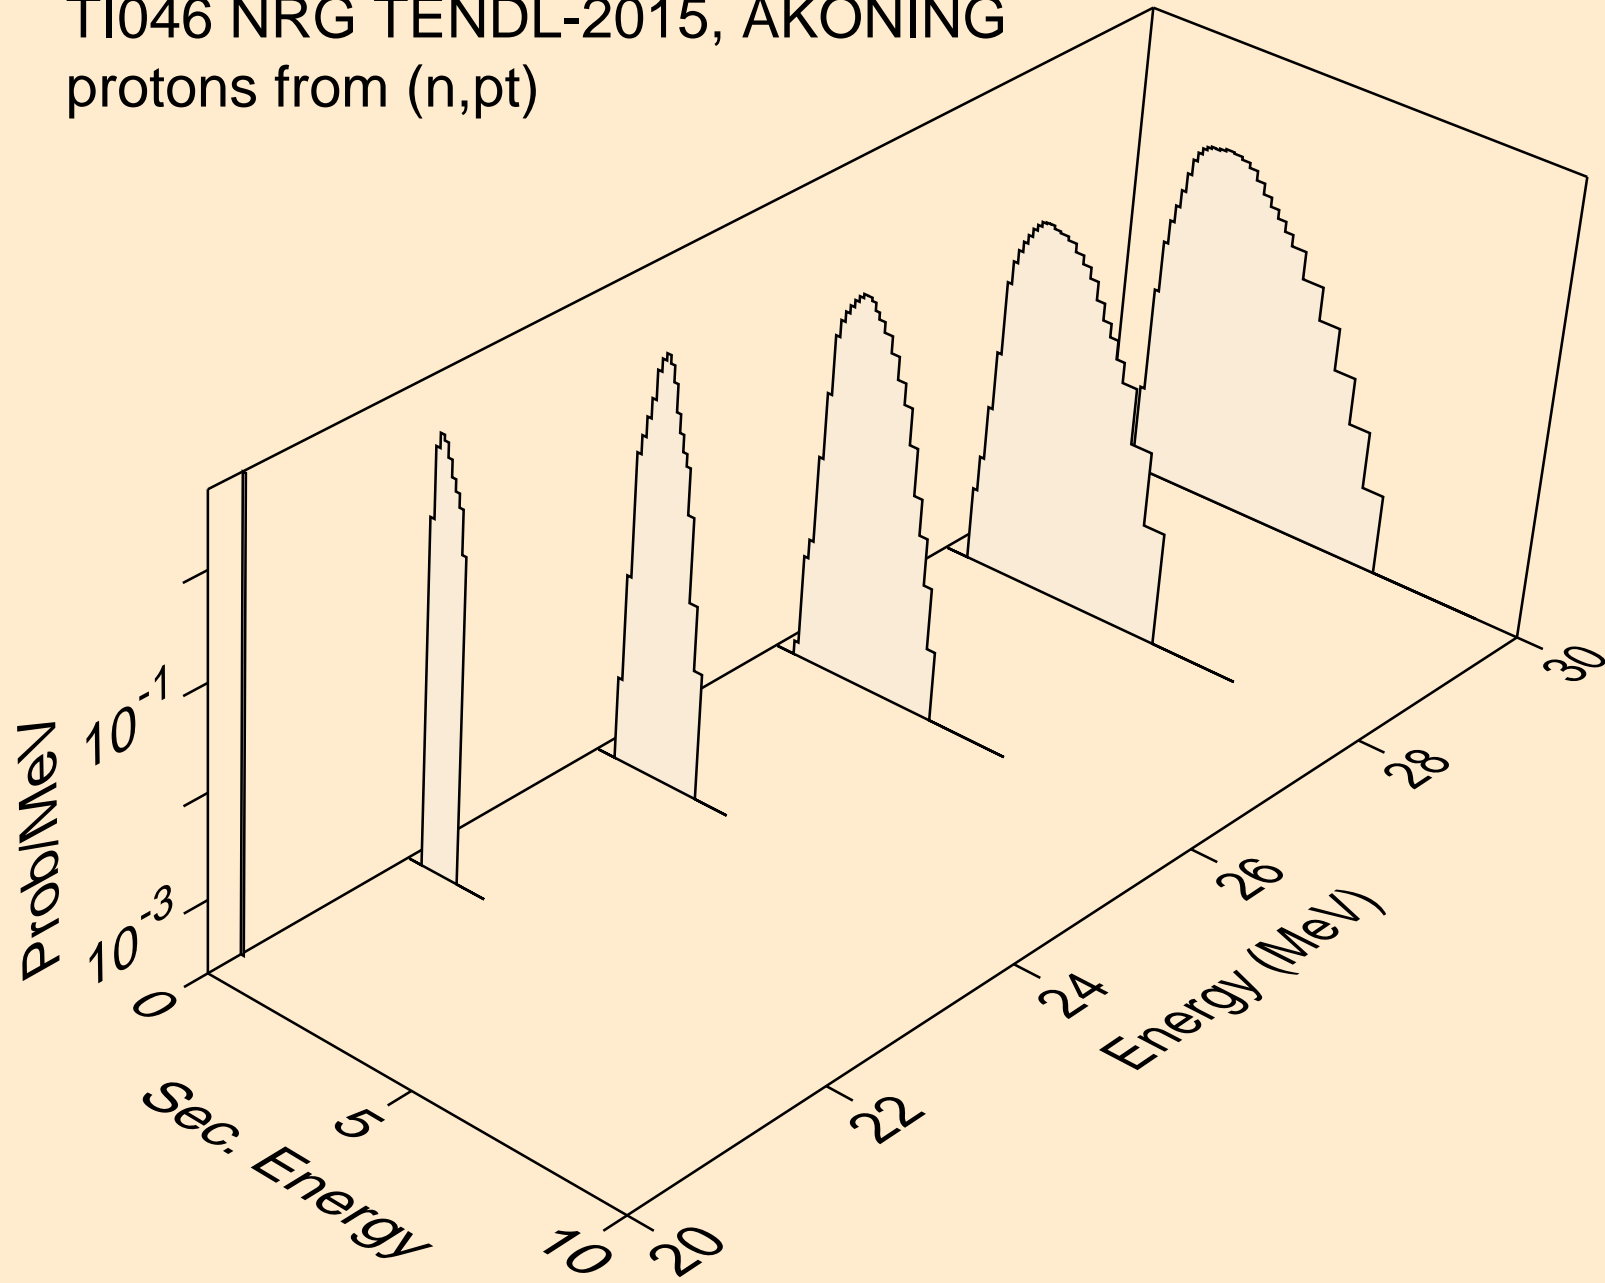 TI046 NRG TENDL-2015, AKONING
protons from (n,pt)
10-1
10-3
Prob/MeV
0
5
10
Sec. Energy
20
22
24
26
28
30
Energy (MeV)